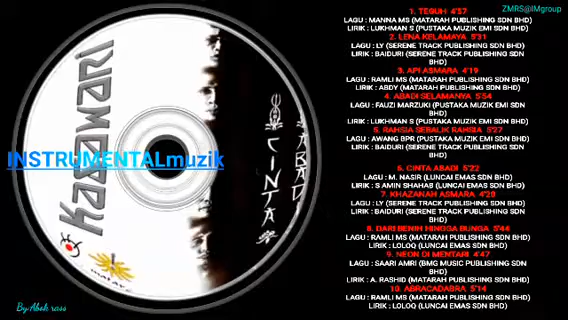 ZMRS@IMgroup
1. TEGUH 4'57
LAGU : MANNA MS (MATARAH PUBLISHING SDN BHD)
LIRIK : LUKHMAN S (PUSTAKA MUZIK EMI SDN BHD)
2. LENA KELAMAYA 5'31
LAGU : LY (SERENE TRACK PUBLISHING SDN BHD)
LIRIK : BAIDURI (SERENE TRACK PUBLISHING SDN
BHD)
3. API ASMARA 4'19
LAGU : RAMLI MS (MATARAH PUBLISHING SDN BHD)
LIRIK : ABDY (MATARAH PUBLISHING SDN BHD)
4. ABADI SELAMANYA 5'54
LAGU : FAUZI MARZUKI (PUSTAKA MUZIK EMI SDN
BHD)
LIRIK : LUKHMAN S (PUSTAKA MUZIK EMI SDN BHD)
5. RAHSIA SEBALIK RAHSIA 5'27
LAGU : AWANG BPR (PUSTAKA MUZIK EMI SDN BHD)
LIRIK : BAIDURI (SERENE TRACK PUBLISHING SDN
BHD)
6. CINTA ABADI 5'22
LAGU : M. NASIR (LUNCAI EMAS SDN BHD)
LIRIK : S AMIN SHAHAB (LUNCAI EMAS SDN BHD)
7. KHAZANAH ASMARA 4'28
LAGU : LY (SERENE TRACK PUBLISHING SDN BHD)
LIRIK : BAIDURI (SERENE TRACK PUBLISHING SDN
BHD)
8. DARI BENIH HINGGA BUNGA 5'44
LAGU : RAMLI MS (MATARAH PUBLISHING SDN BHD)
LIRIK : LOLOQ (LUNCAI EMAS SDN BHD)
9. NEON DI MENTARI 4'47
LAGU : SAARI AMRI (BMG MUSIC PUBLISHING SDN
BHD)
LIRIK : A. RASHID (MATARAH PUBLISHING SDN BHD)
10. ABRACADABRA 5'14
LAGU : RAMLI MS (MATARAH PUBLISHING SDN BHD)
LIRIK : LOLOQ (LUNCAI EMAS SDN BHD)
Kasawari
INSTRUMENTALmuzik
CINTA
ABADI
By:Aboh rass